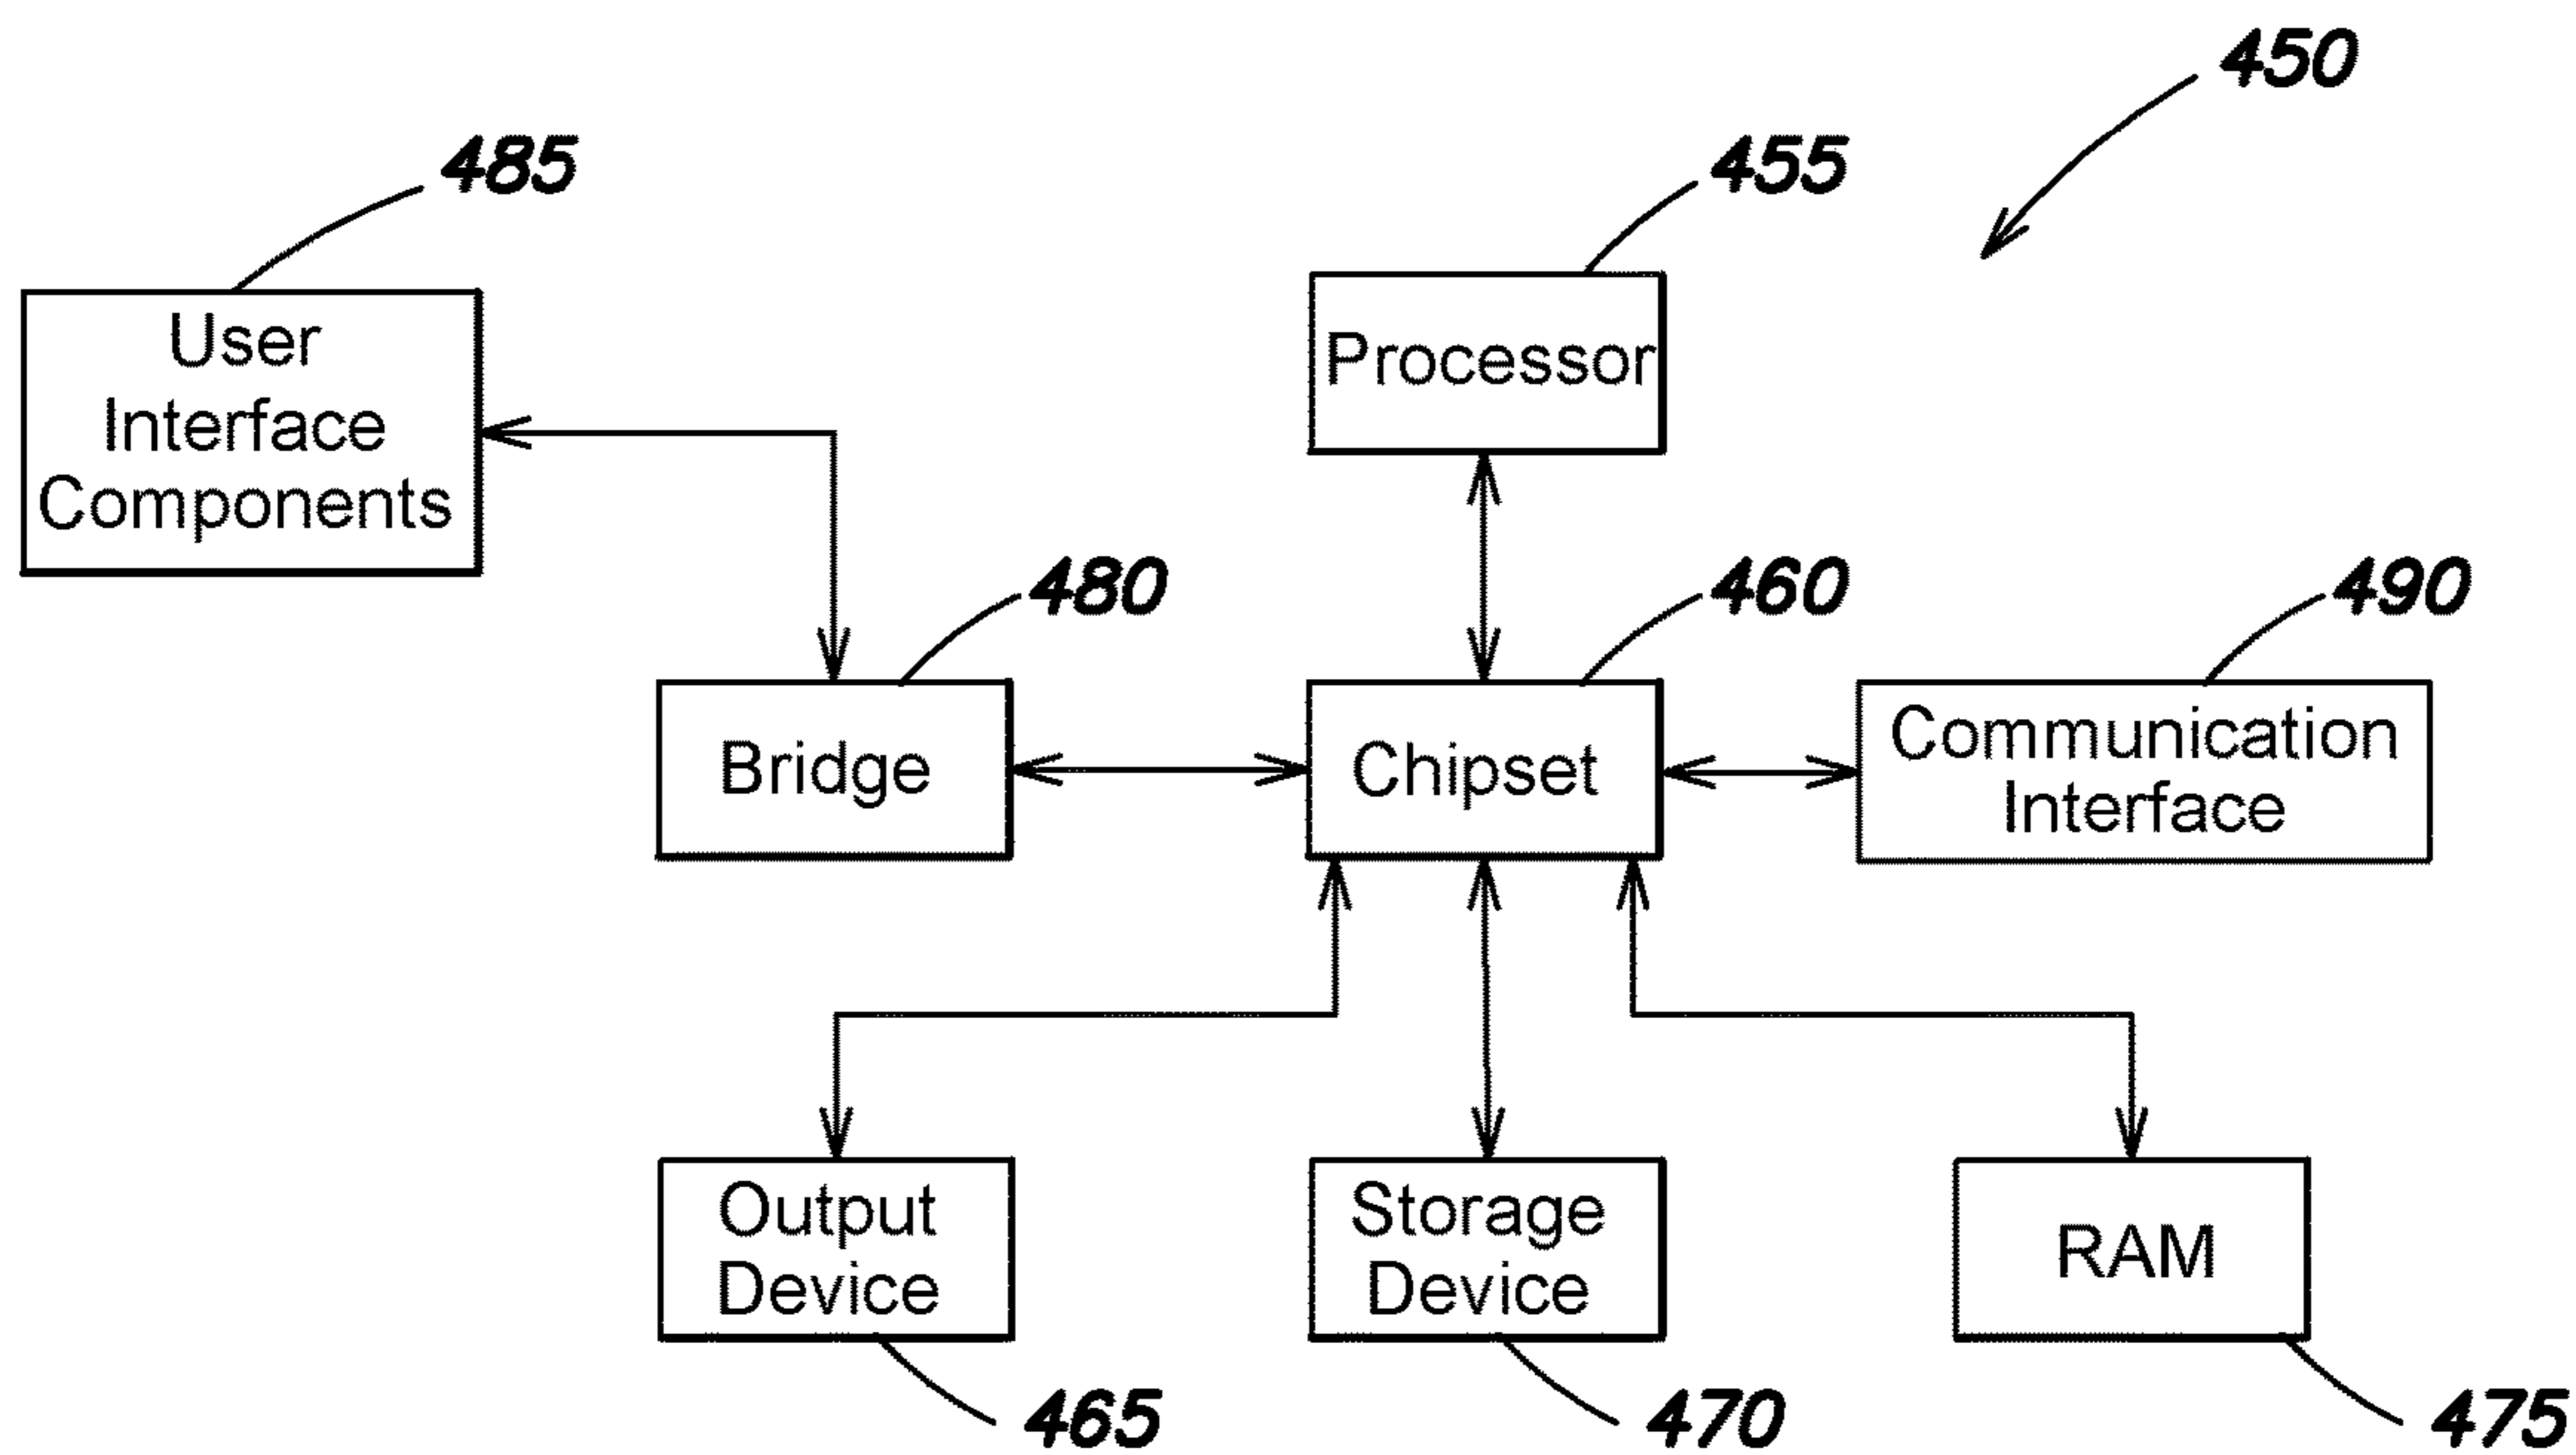 450
485
455
User
Interface
Components
Processor
480
460
490
Bridge
Chipset
Communication
Interface
Output
Device
Storage
Device
RAM
465
470
475